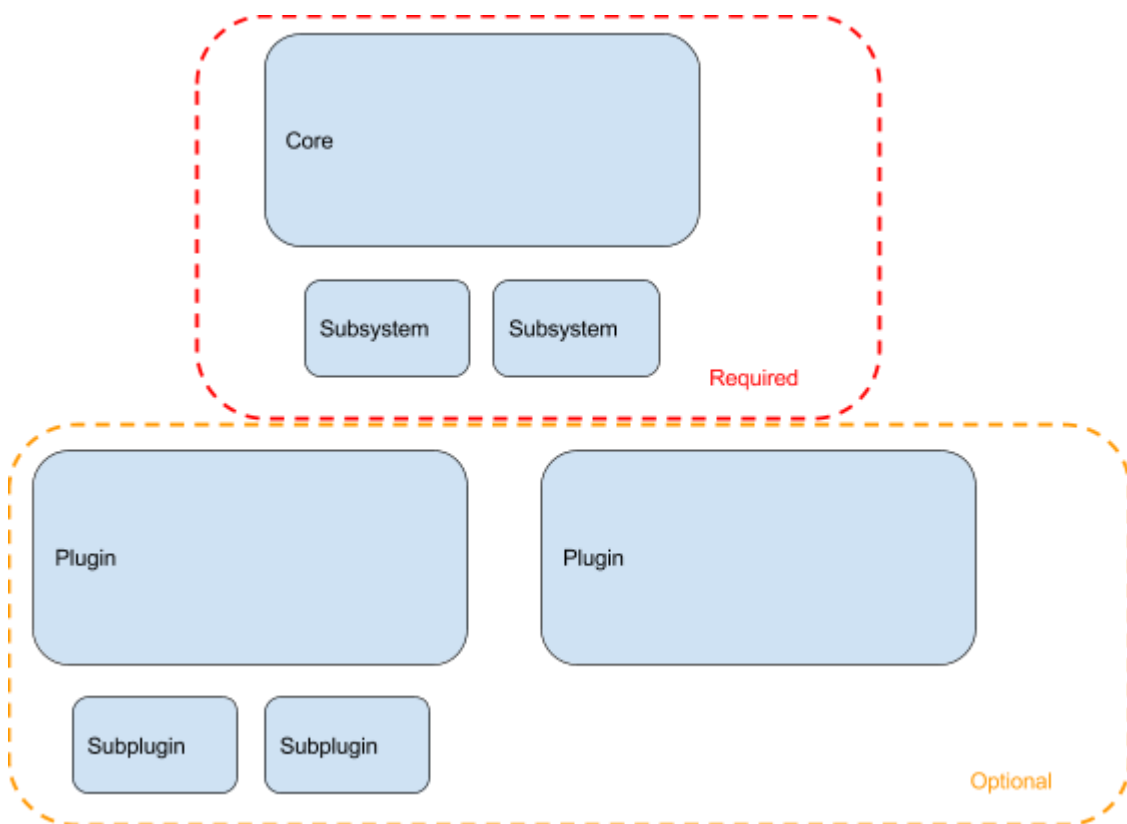 Core
Subsystem
Subsystem
Required
Plugin
Plugin
Subplugin
Subplugin
Optional